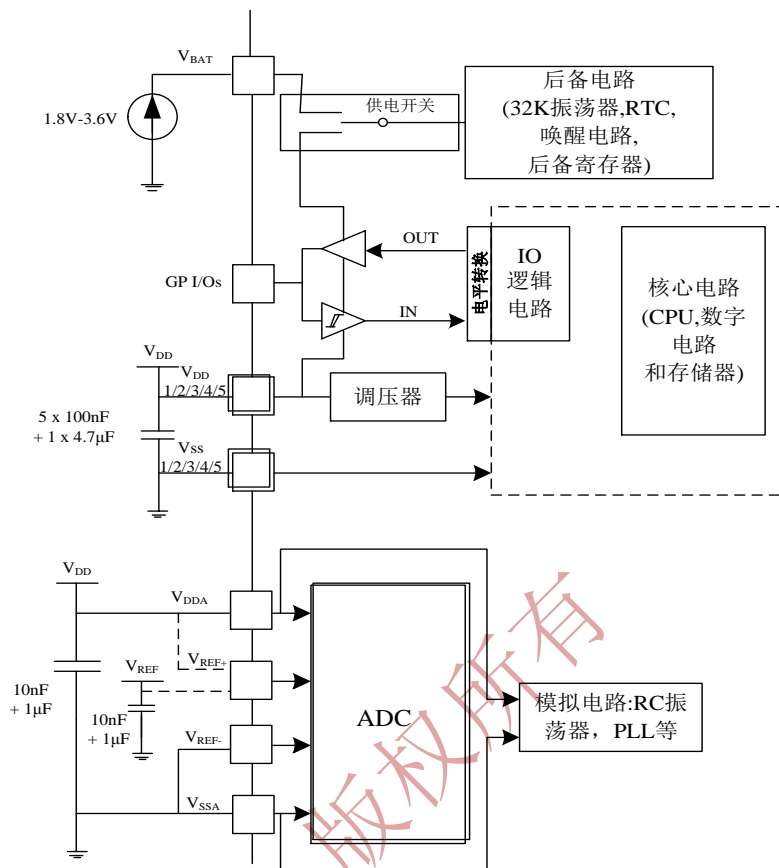 VBAT
1.8V-3.6V
供电开关
后备电路
(32K振荡器,RTC,
唤醒电路,
后备寄存器)
OUT
GP I/Os
IN
电平转换
IO
逻辑
电路
核心电路
(CPU,数字
电路
和存储器)
VDD
VDD
1/2/3/4/5
调压器
5 x 100nF
+ 1 x 4.7μF
VSS
1/2/3/4/5
VDD
VDDA
VREF+
VREF
10nF
+ 1μF
10nF
+ 1μF
VREF-
ADC
模拟电路:RC振
荡器，PLL等
VSSA
版权所有